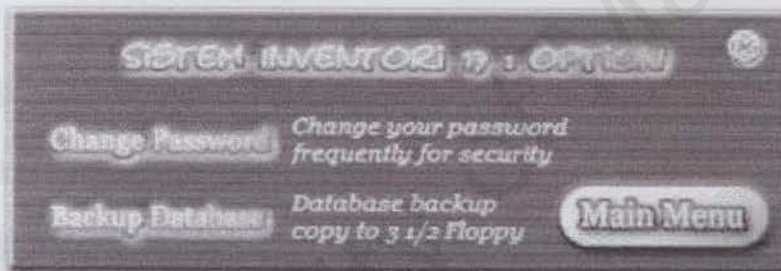 SISTEM INVENTORI 19 : OPTION
Change Password
Change your password
frequently for security
Backup Database
Database backup
copy to 3 1/2 Floppy
Main Menu